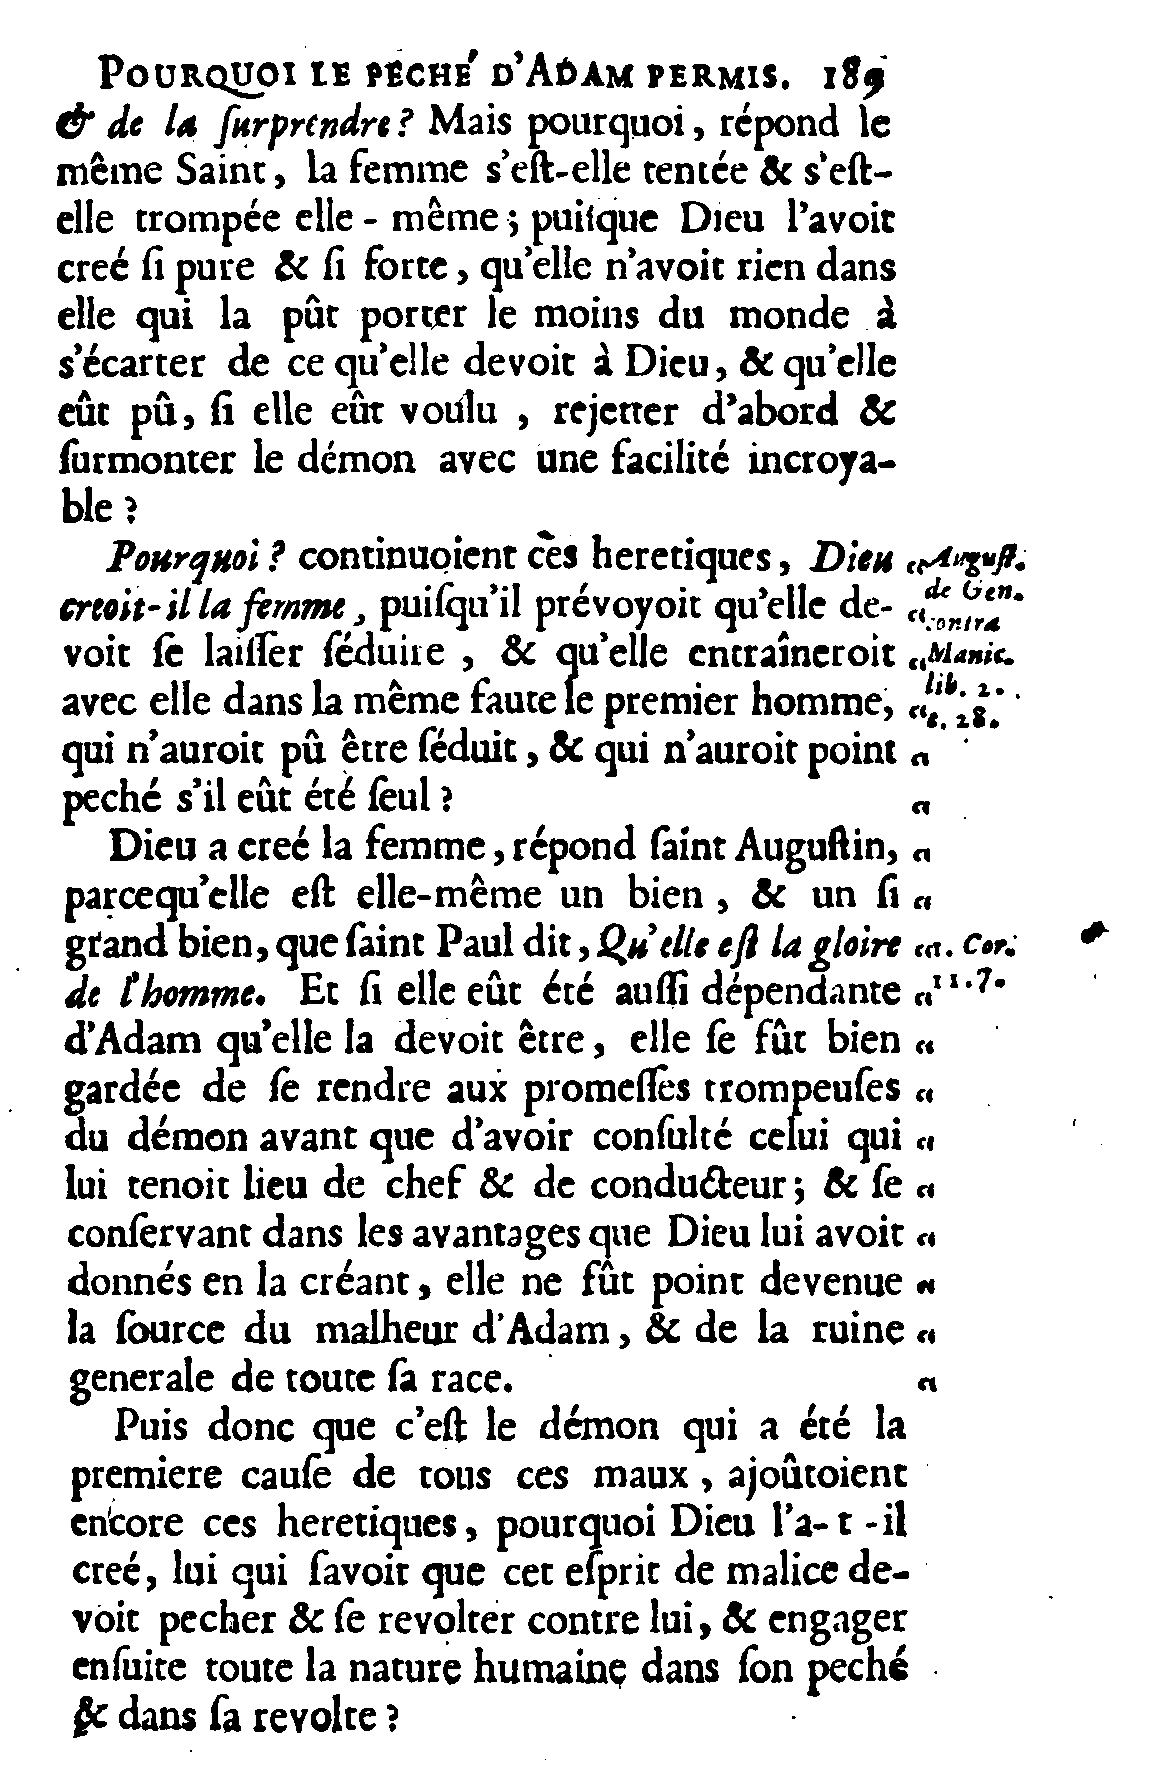 POURQUOI LE PÉCHÉ D'ADAM PERMIS. 189
& de la ſurprendre? Mais pourquoi, répond le
même Saint, la femme s'eſt-elle tentée & s'eſt-
elle trompée elle-même; puiſque Dieu l'avoit
creé ſi pure & ſi forte, qu'elle n'avoit rien dans
elle qui la pût porter le moins du monde à
s'écarter de ce qu'elle devoit à Dieu, & qu'elle
eût pû, ſi elle eût voulu, rejetter d'abord &
ſurmonter le démon avec une facilité incroya-
ble?
Pourquoi? continuoient ces heretiques, Dieu
creoit-il la femme, puiſqu'il prévoyoit qu'elle de-
voit ſe laiſſer ſéduire, & qu'elle entraîneroit
avec elle dans la même faute le premier homme,
qui n'auroit pû être ſéduit, & qui n'auroit point
peché s'il eût été ſeul?
“ Auguſt.
“ de Gen.
contra
“ Manic.
lib. 2.
“ c. 28.
“
“
Dieu a creé la femme, répond ſaint Auguſtin, “
parcequ'elle eſt elle-même un bien, & un ſi “
grand bien, que ſaint Paul dit, Qu'elle eſt la gloire “ 1. Cor.
de l'homme. Et ſi elle eût été auſſi dépendante “ 11. 7.
d'Adam qu'elle la devoit être, elle ſe fût bien “
gardée de ſe rendre aux promeſſes trompeuſes “
du démon avant que d'avoir conſulté celui qui “
lui tenoit lieu de chef & de conducteur; & ſe “
conſervant dans les avantages que Dieu lui avoit “
donnés en la créant, elle ne fût point devenue “
la ſource du malheur d'Adam, & de la ruine “
generale de toute ſa race. “
Puis donc que c'eſt le démon qui a été la
premiere cauſe de tous ces maux, ajoûtoient
encore ces heretiques, pourquoi Dieu l'a-t-il
creé, lui qui ſavoit que cet eſprit de malice de-
voit pecher & ſe revolter contre lui, & engager
enſuite toute la nature humaine dans ſon peché
& dans ſa revolte?